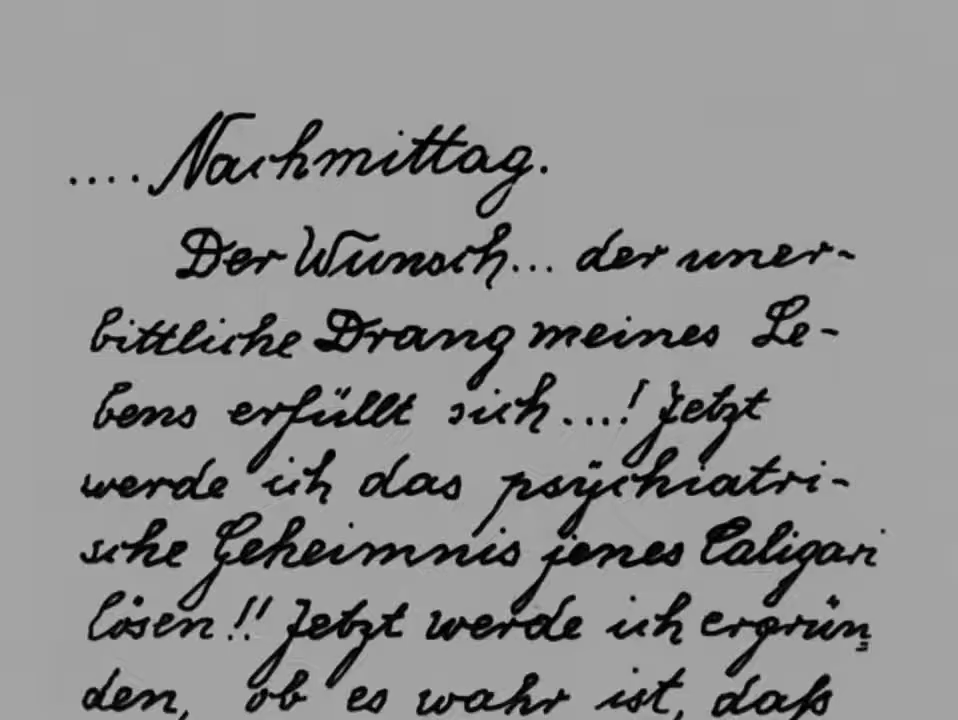 .... Nachmittag.
Der Wunsch... der uner-
bittliche Drang meines Le-
bens erfüllt sich...! Jetzt
werde ich das psÿchiatri-
sche Geheimnis jenes Caligari
lösen!! Jetzt werde ich ergrün=
den, ob es wahr ist, daß